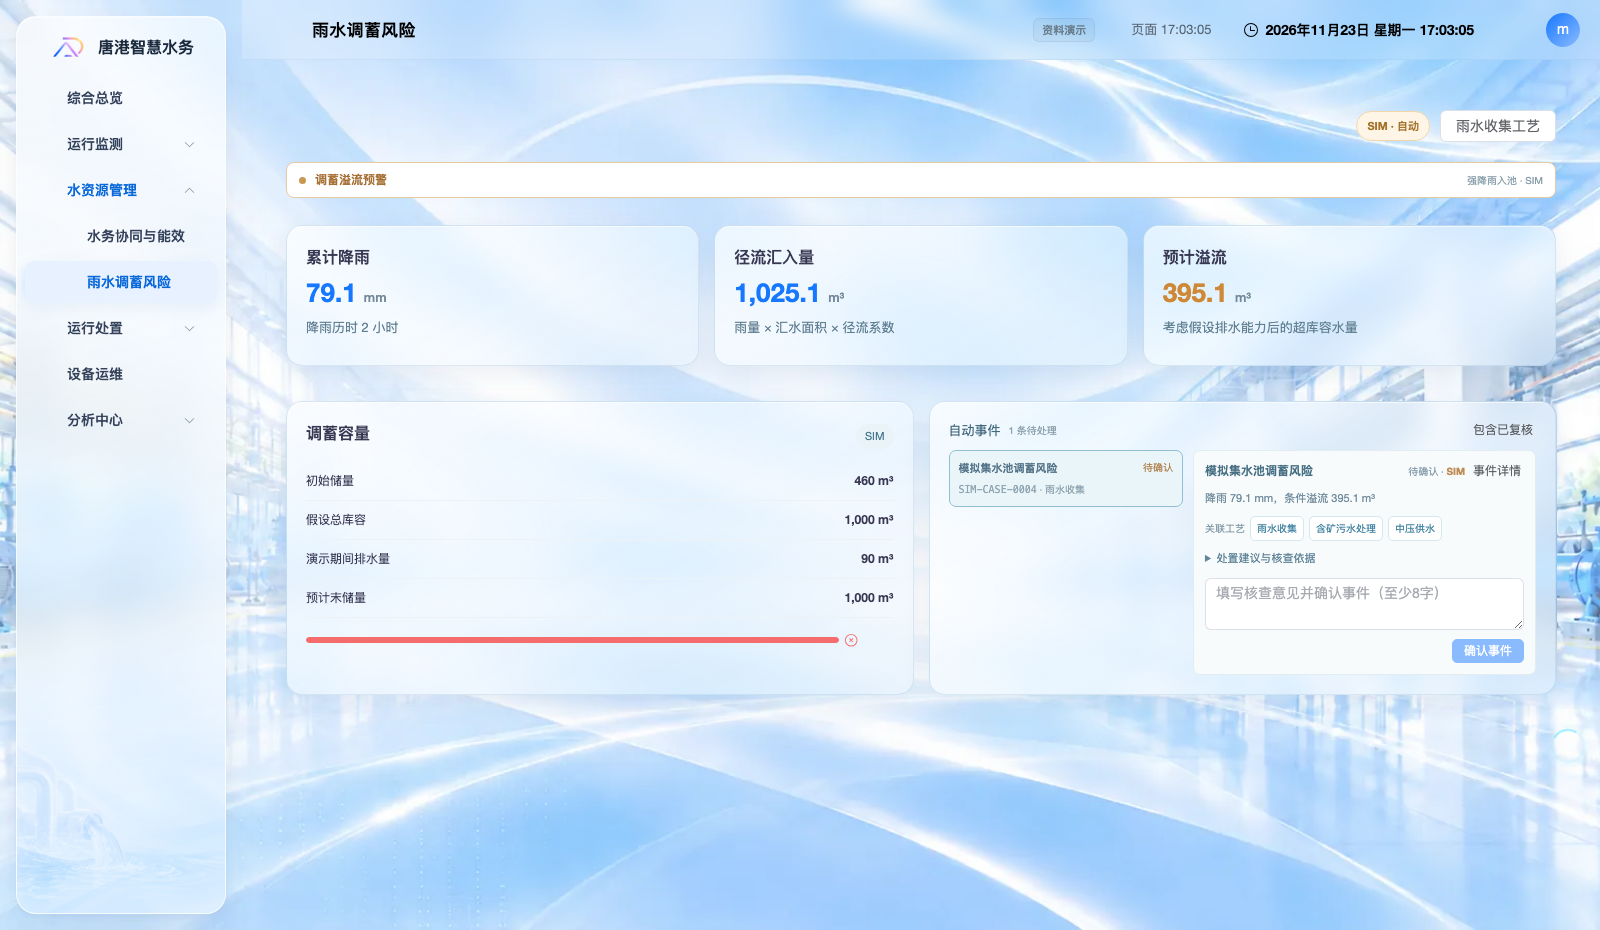 唐港智慧水务
综合总览
运行监测
水资源管理
水务协同与能效
雨水调蓄风险
运行处置
设备运维
分析中心
雨水调蓄风险
资料演示
页面 17:03:05
2026年11月23日 星期一 17:03:05
m
SIM · 自动
雨水收集工艺
调蓄溢流预警
强降雨入池 · SIM
累计降雨
79.1 mm
降雨历时 2 小时
径流汇入量
1,025.1 m³
雨量 × 汇水面积 × 径流系数
预计溢流
395.1 m³
考虑假设排水能力后的超库容水量
调蓄容量
SIM
初始储量 460 m³
假设总库容 1,000 m³
演示期间排水量 90 m³
预计末储量 1,000 m³
自动事件 1 条待处理
包含已复核
模拟集水池调蓄风险 待确认
SIM-CASE-0004 · 雨水收集
模拟集水池调蓄风险 待确认 · SIM 事件详情
降雨 79.1 mm，条件溢流 395.1 m³
关联工艺 雨水收集 含矿污水处理 中压供水
处置建议与核查依据
填写核查意见并确认事件（至少8字）
确认事件